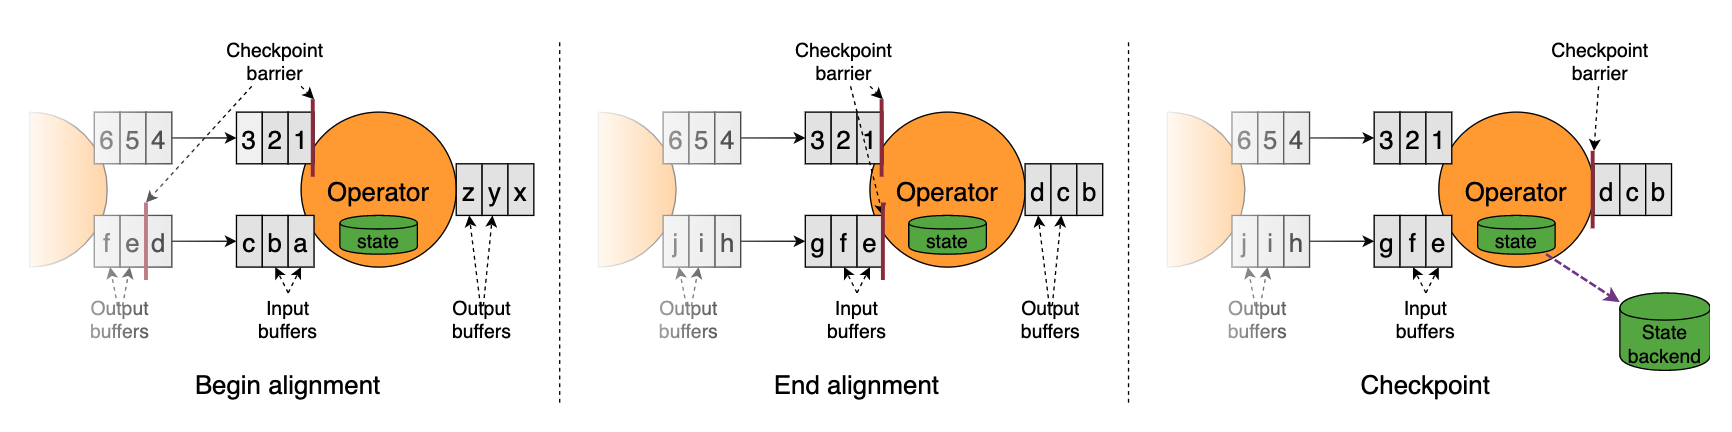 Checkpoint
barrier
6 5 4
3 2 1
Operator
state
z y x
f e d
c b a
Output
buffers
Input
buffers
Output
buffers
Begin alignment
Checkpoint
barrier
6 5 4
3 2 1
Operator
state
d c b
j i h
g f e
Output
buffers
Input
buffers
Output
buffers
End alignment
Checkpoint
barrier
6 5 4
3 2 1
Operator
state
d c b
j i h
g f e
Output
buffers
Input
buffers
State
backend
Checkpoint